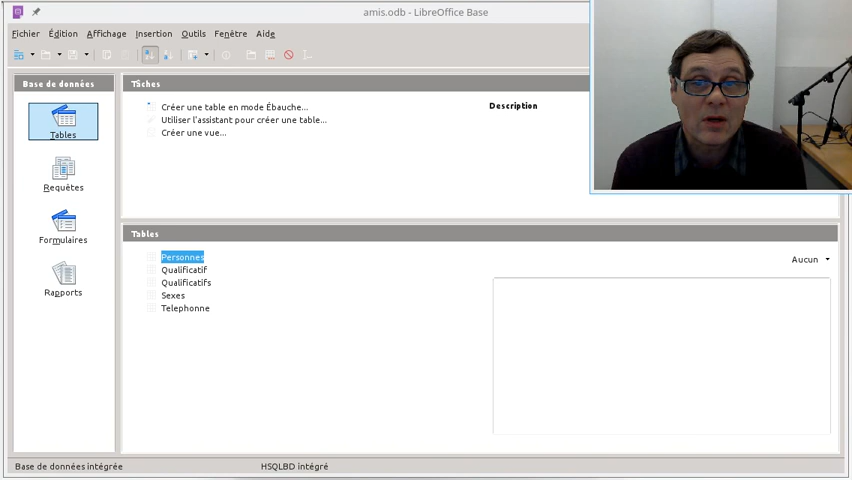 amis.odb - LibreOffice Base
Fichier Édition Affichage Insertion Outils Fenêtre Aide
Base de données
Tables
Requêtes
Formulaires
Rapports
Tâches
Créer une table en mode Ébauche...
Utiliser l'assistant pour créer une table...
Créer une vue...
Description
Tables
Personnes
Qualificatif
Qualificatifs
Sexes
Telephonne
Aucun
Base de données intégrée HSQLBD intégré